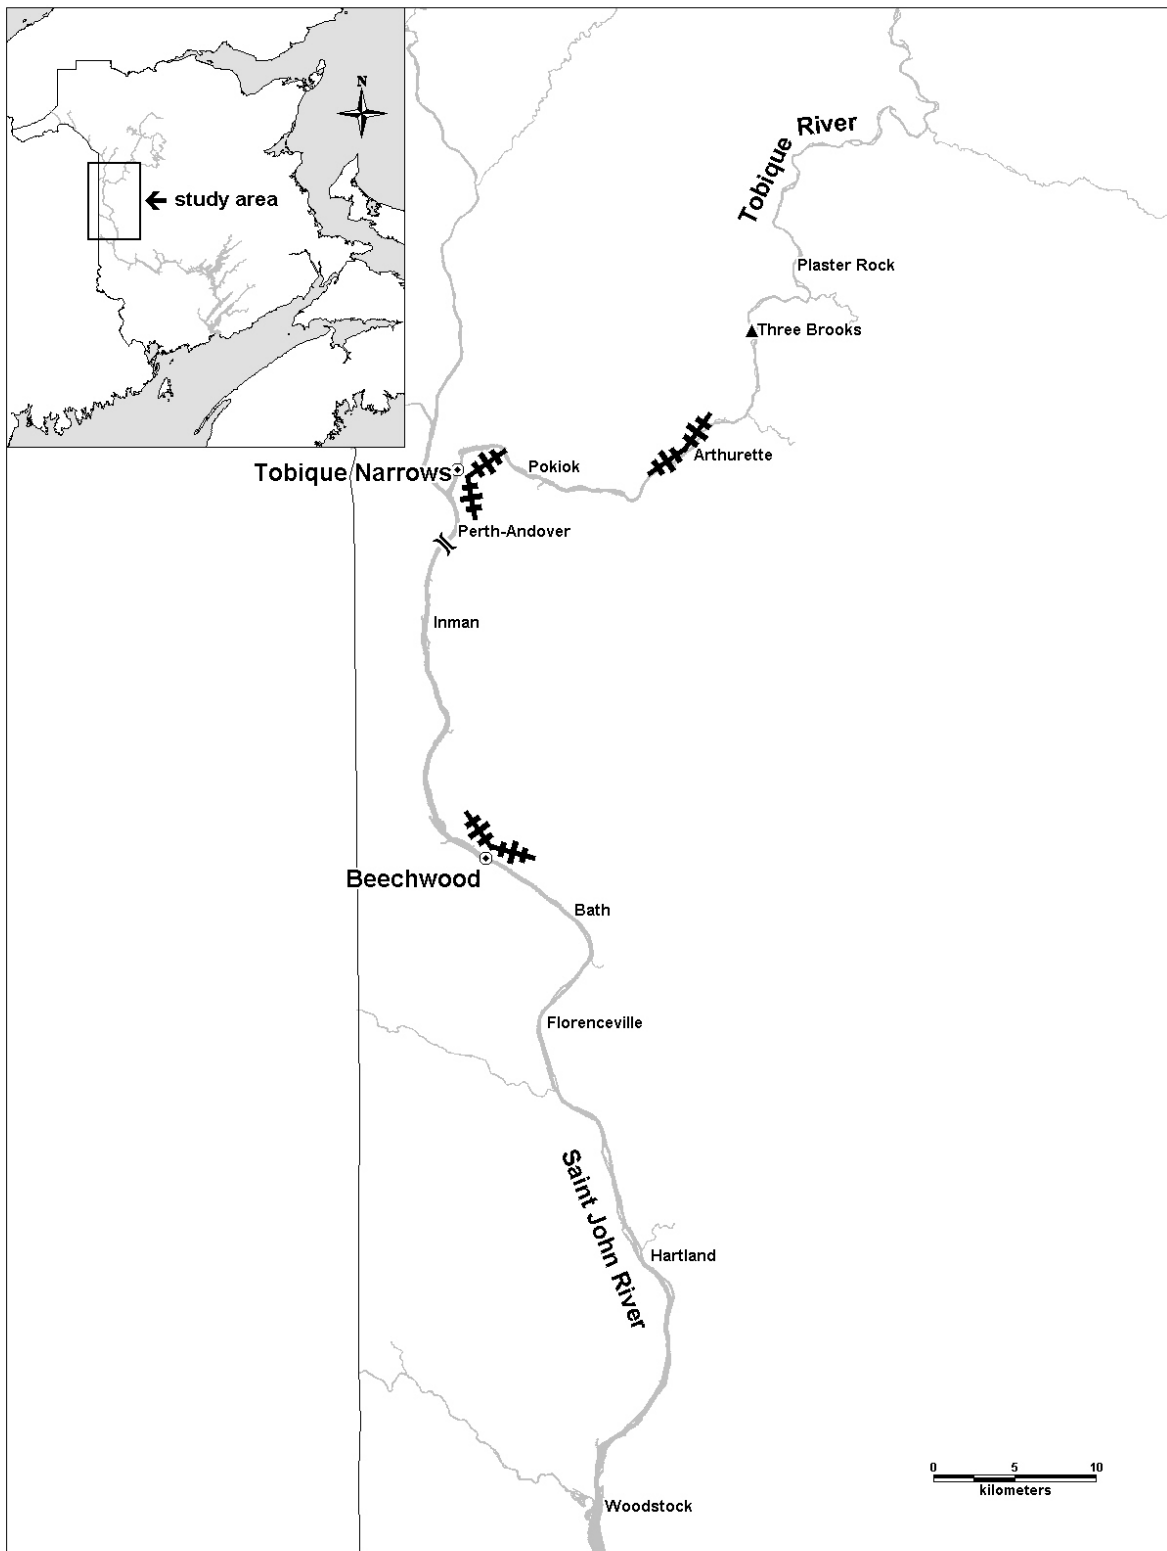 N
study area
Tobique River
Plaster Rock
Three Brooks
Arthurette
Tobique Narrows
Pokiok
Perth-Andover
Inman
Beechwood
Bath
Florenceville
Saint John River
Hartland
0 5 10
kilometers
Woodstock